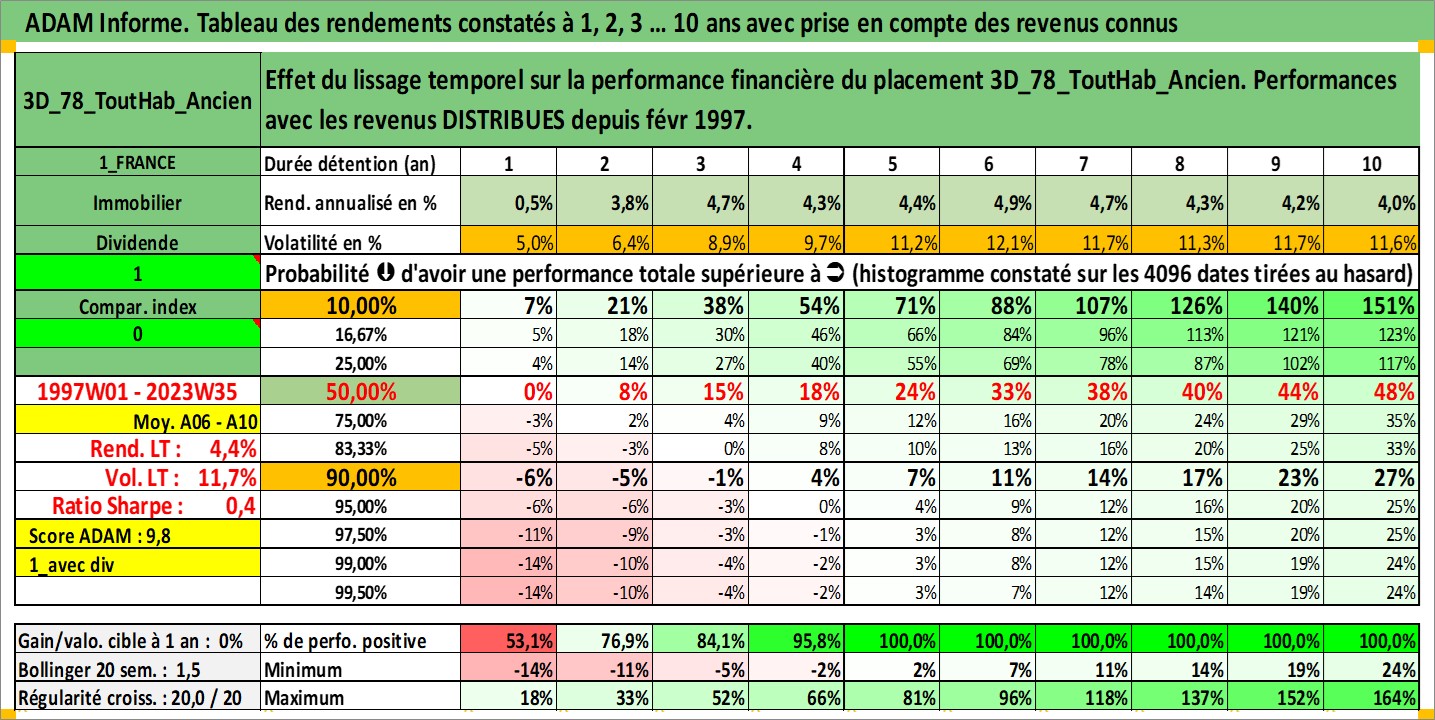 ADAM Informe. Tableau des rendements constatés à 1, 2, 3 ... 10 ans avec prise en compte des revenus connus
3D_78_ToutHab_Ancien
Effet du lissage temporel sur la performance financière du placement 3D_78_ToutHab_Ancien. Performances
avec les revenus DISTRIBUES depuis févr 1997.
1_FRANCE Durée détention (an) 1 2 3 4 5 6 7 8 9 10
Immobilier Rend. annualisé en % 0,5% 3,8% 4,7% 4,3% 4,4% 4,9% 4,7% 4,3% 4,2% 4,0%
Dividende Volatilité en % 5,0% 6,4% 8,9% 9,7% 11,2% 12,1% 11,7% 11,3% 11,7% 11,6%
1 Probabilité ⬇ d'avoir une performance totale supérieure à ➲ (histogramme constaté sur les 4096 dates tirées au hasard)
Compar. index 10,00% 7% 21% 38% 54% 71% 88% 107% 126% 140% 151%
0 16,67% 5% 18% 30% 46% 66% 84% 96% 113% 121% 123%
25,00% 4% 14% 27% 40% 55% 69% 78% 87% 102% 117%
1997W01 - 2023W35 50,00% 0% 8% 15% 18% 24% 33% 38% 40% 44% 48%
Moy. A06 - A10 75,00% -3% 2% 4% 9% 12% 16% 20% 24% 29% 35%
Rend. LT : 4,4% 83,33% -5% -3% 0% 8% 10% 13% 16% 20% 25% 33%
Vol. LT : 11,7% 90,00% -6% -5% -1% 4% 7% 11% 14% 17% 23% 27%
Ratio Sharpe : 0,4 95,00% -6% -6% -3% 0% 4% 9% 12% 16% 20% 25%
Score ADAM : 9,8 97,50% -11% -9% -3% -1% 3% 8% 12% 15% 20% 25%
1_avec div 99,00% -14% -10% -4% -2% 3% 8% 12% 15% 19% 24%
99,50% -14% -10% -4% -2% 3% 7% 12% 14% 19% 24%
Gain/valo. cible à 1 an : 0% % de perfo. positive 53,1% 76,9% 84,1% 95,8% 100,0% 100,0% 100,0% 100,0% 100,0% 100,0%
Bollinger 20 sem. : 1,5 Minimum -14% -11% -5% -2% 2% 7% 11% 14% 19% 24%
Régularité croiss. : 20,0 / 20 Maximum 18% 33% 52% 66% 81% 96% 118% 137% 152% 164%